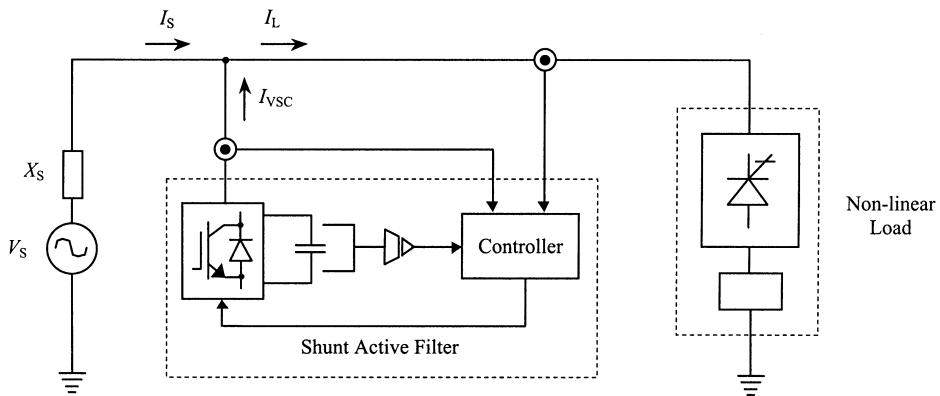 I_S
I_L
I_VSC
X_S
V_S
Controller
Non-linear
Load
Shunt Active Filter